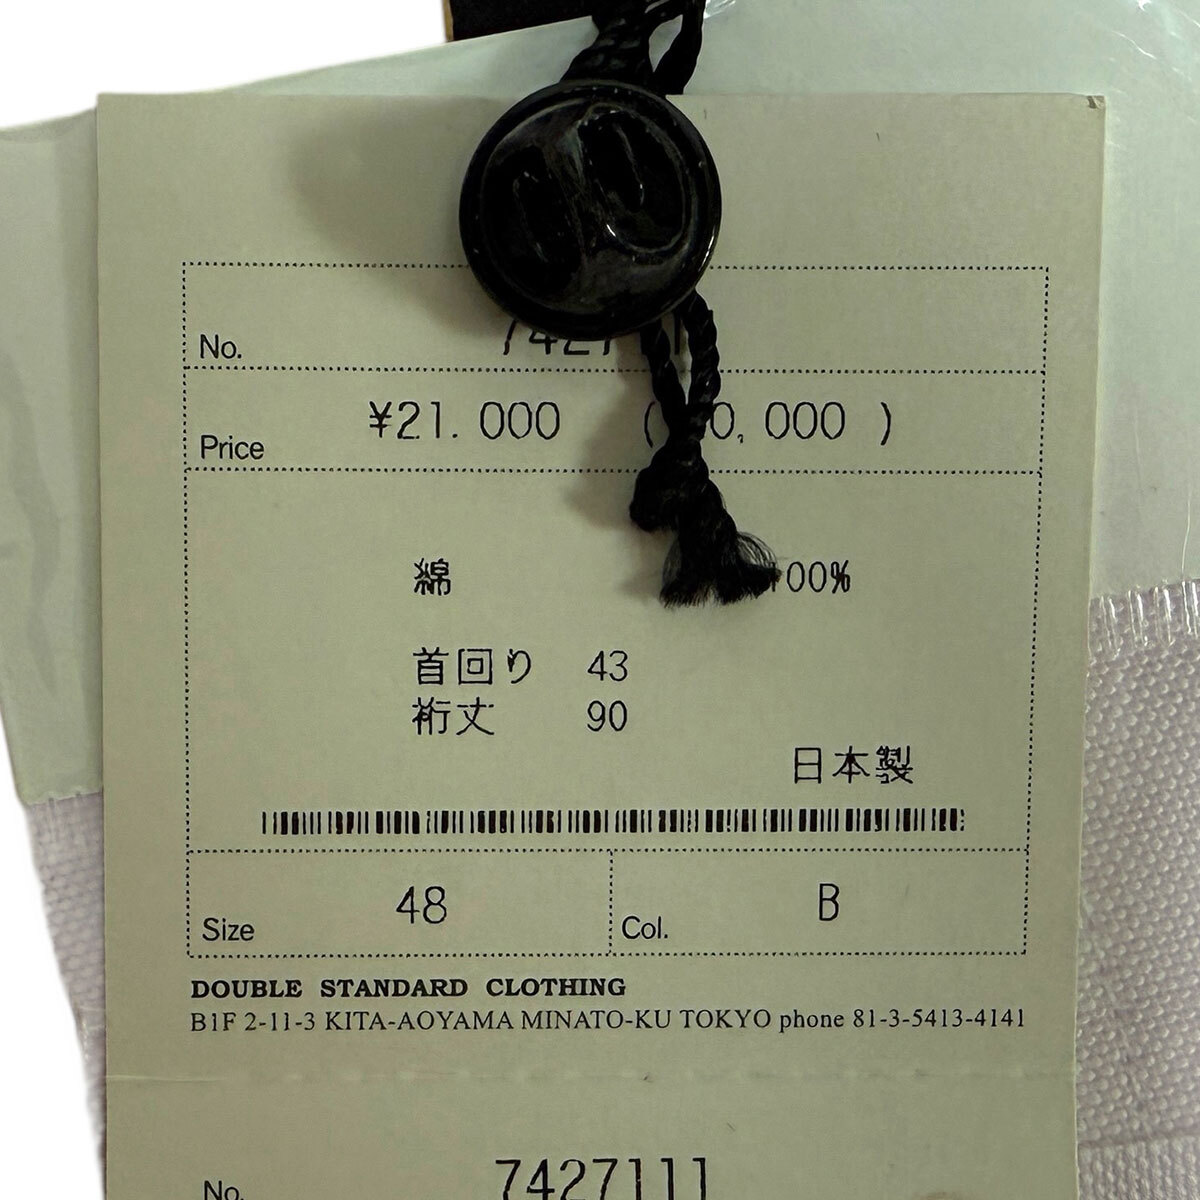 No.
Price ¥21.000 ( 0,000 )
綿 100%
首回り 43
裄丈 90
日本製
Size 48 Col. B
DOUBLE STANDARD CLOTHING
B1F 2-11-3 KITA-AOYAMA MINATO-KU TOKYO phone 81-3-5413-4141
No. 7427111